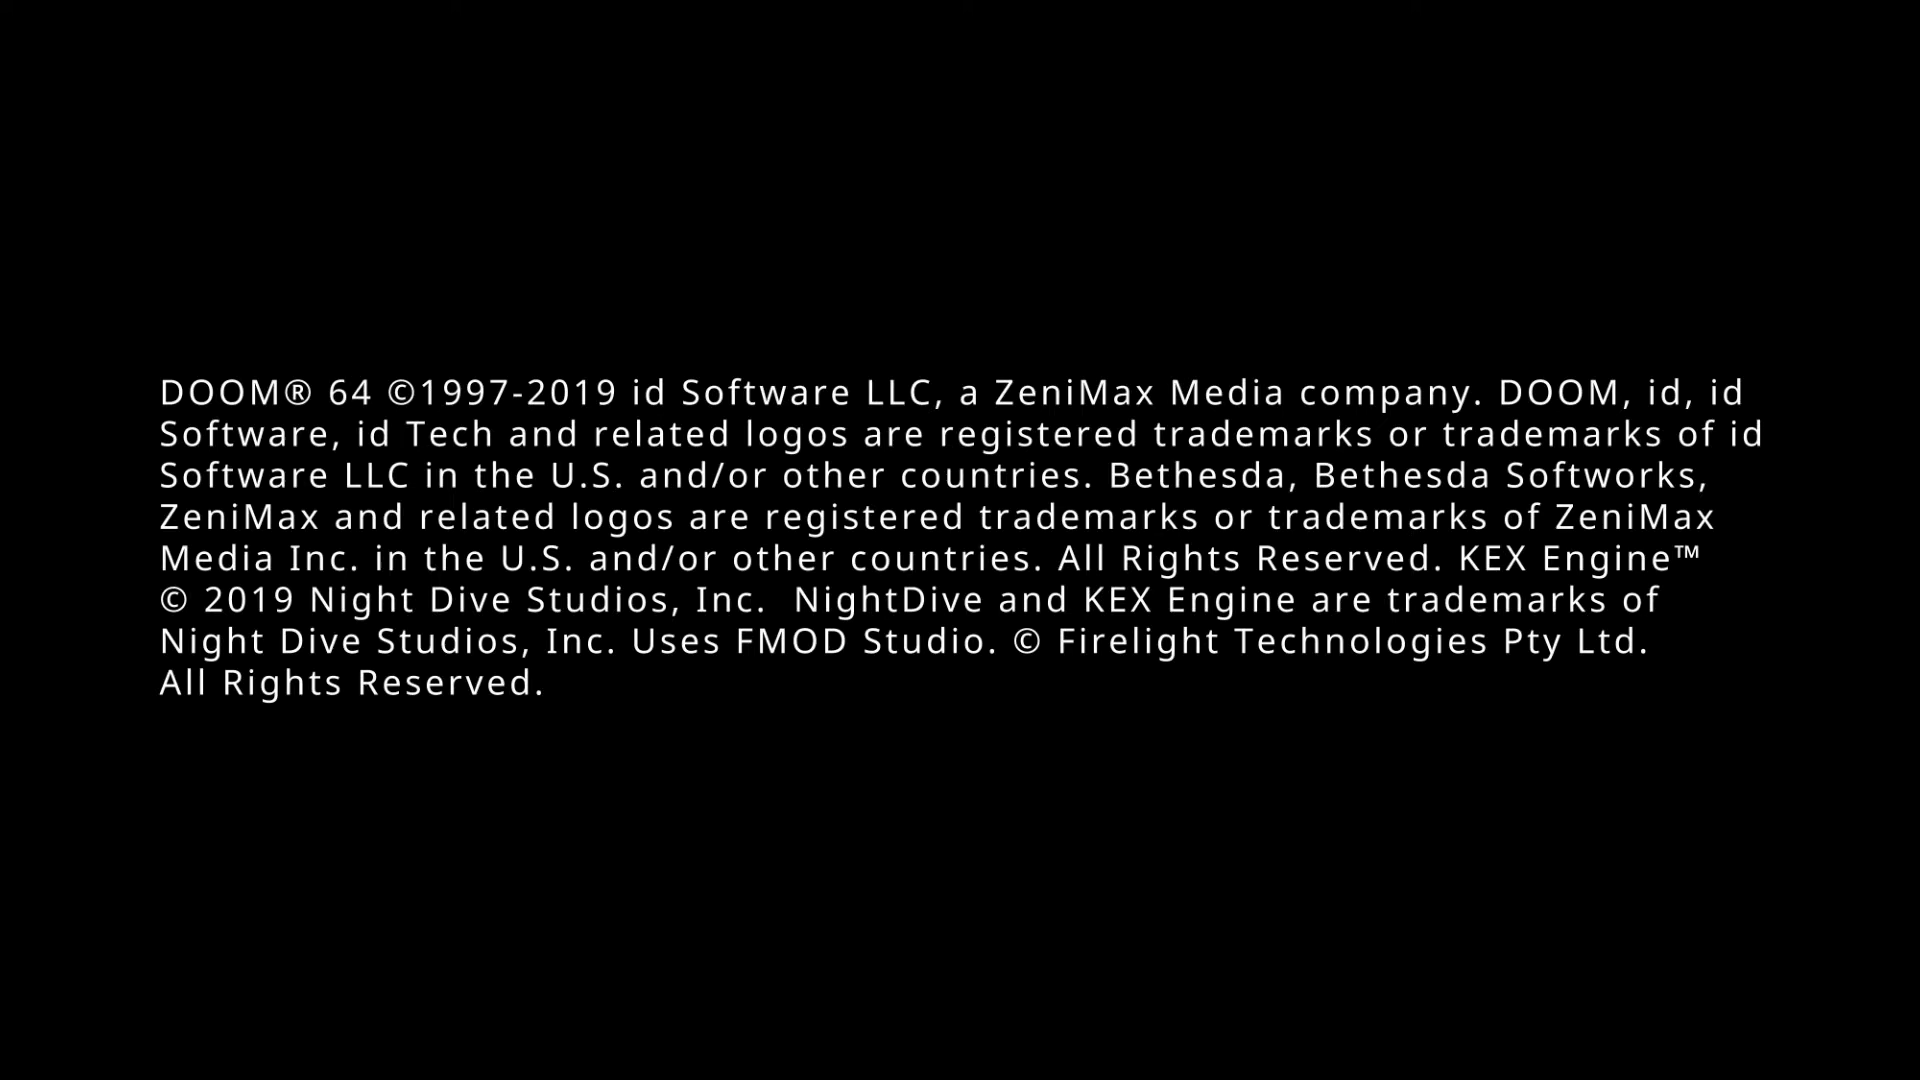 DOOM® 64 ©1997-2019 id Software LLC, a ZeniMax Media company. DOOM, id, id
Software, id Tech and related logos are registered trademarks or trademarks of id
Software LLC in the U.S. and/or other countries. Bethesda, Bethesda Softworks,
ZeniMax and related logos are registered trademarks or trademarks of ZeniMax
Media Inc. in the U.S. and/or other countries. All Rights Reserved. KEX Engine™
© 2019 Night Dive Studios, Inc.  NightDive and KEX Engine are trademarks of
Night Dive Studios, Inc. Uses FMOD Studio. © Firelight Technologies Pty Ltd.
All Rights Reserved.